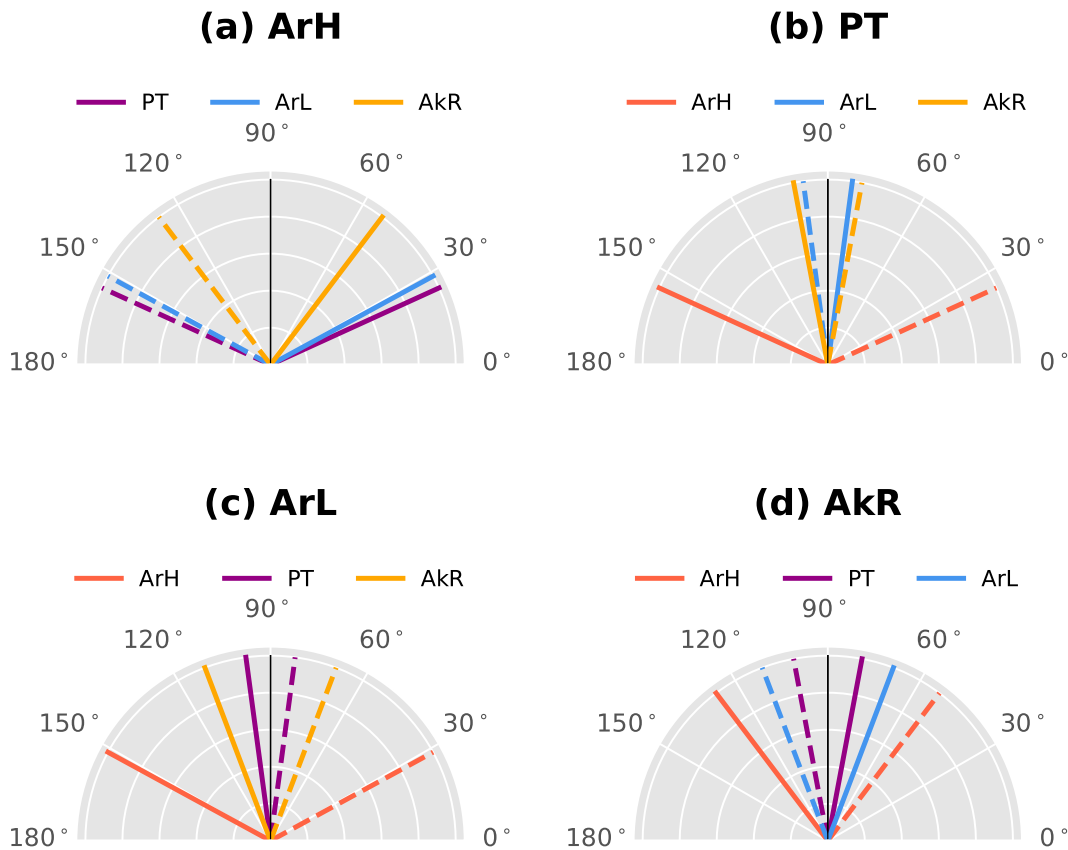 (a) ArH
(b) PT
PT ArL AkR
ArH ArL AkR
90°
90°
120° 60°
120° 60°
150° 30°
150° 30°
180° 0°
180° 0°
(c) ArL
(d) AkR
ArH PT AkR
ArH PT ArL
90°
90°
120° 60°
120° 60°
150° 30°
150° 30°
180° 0°
180° 0°